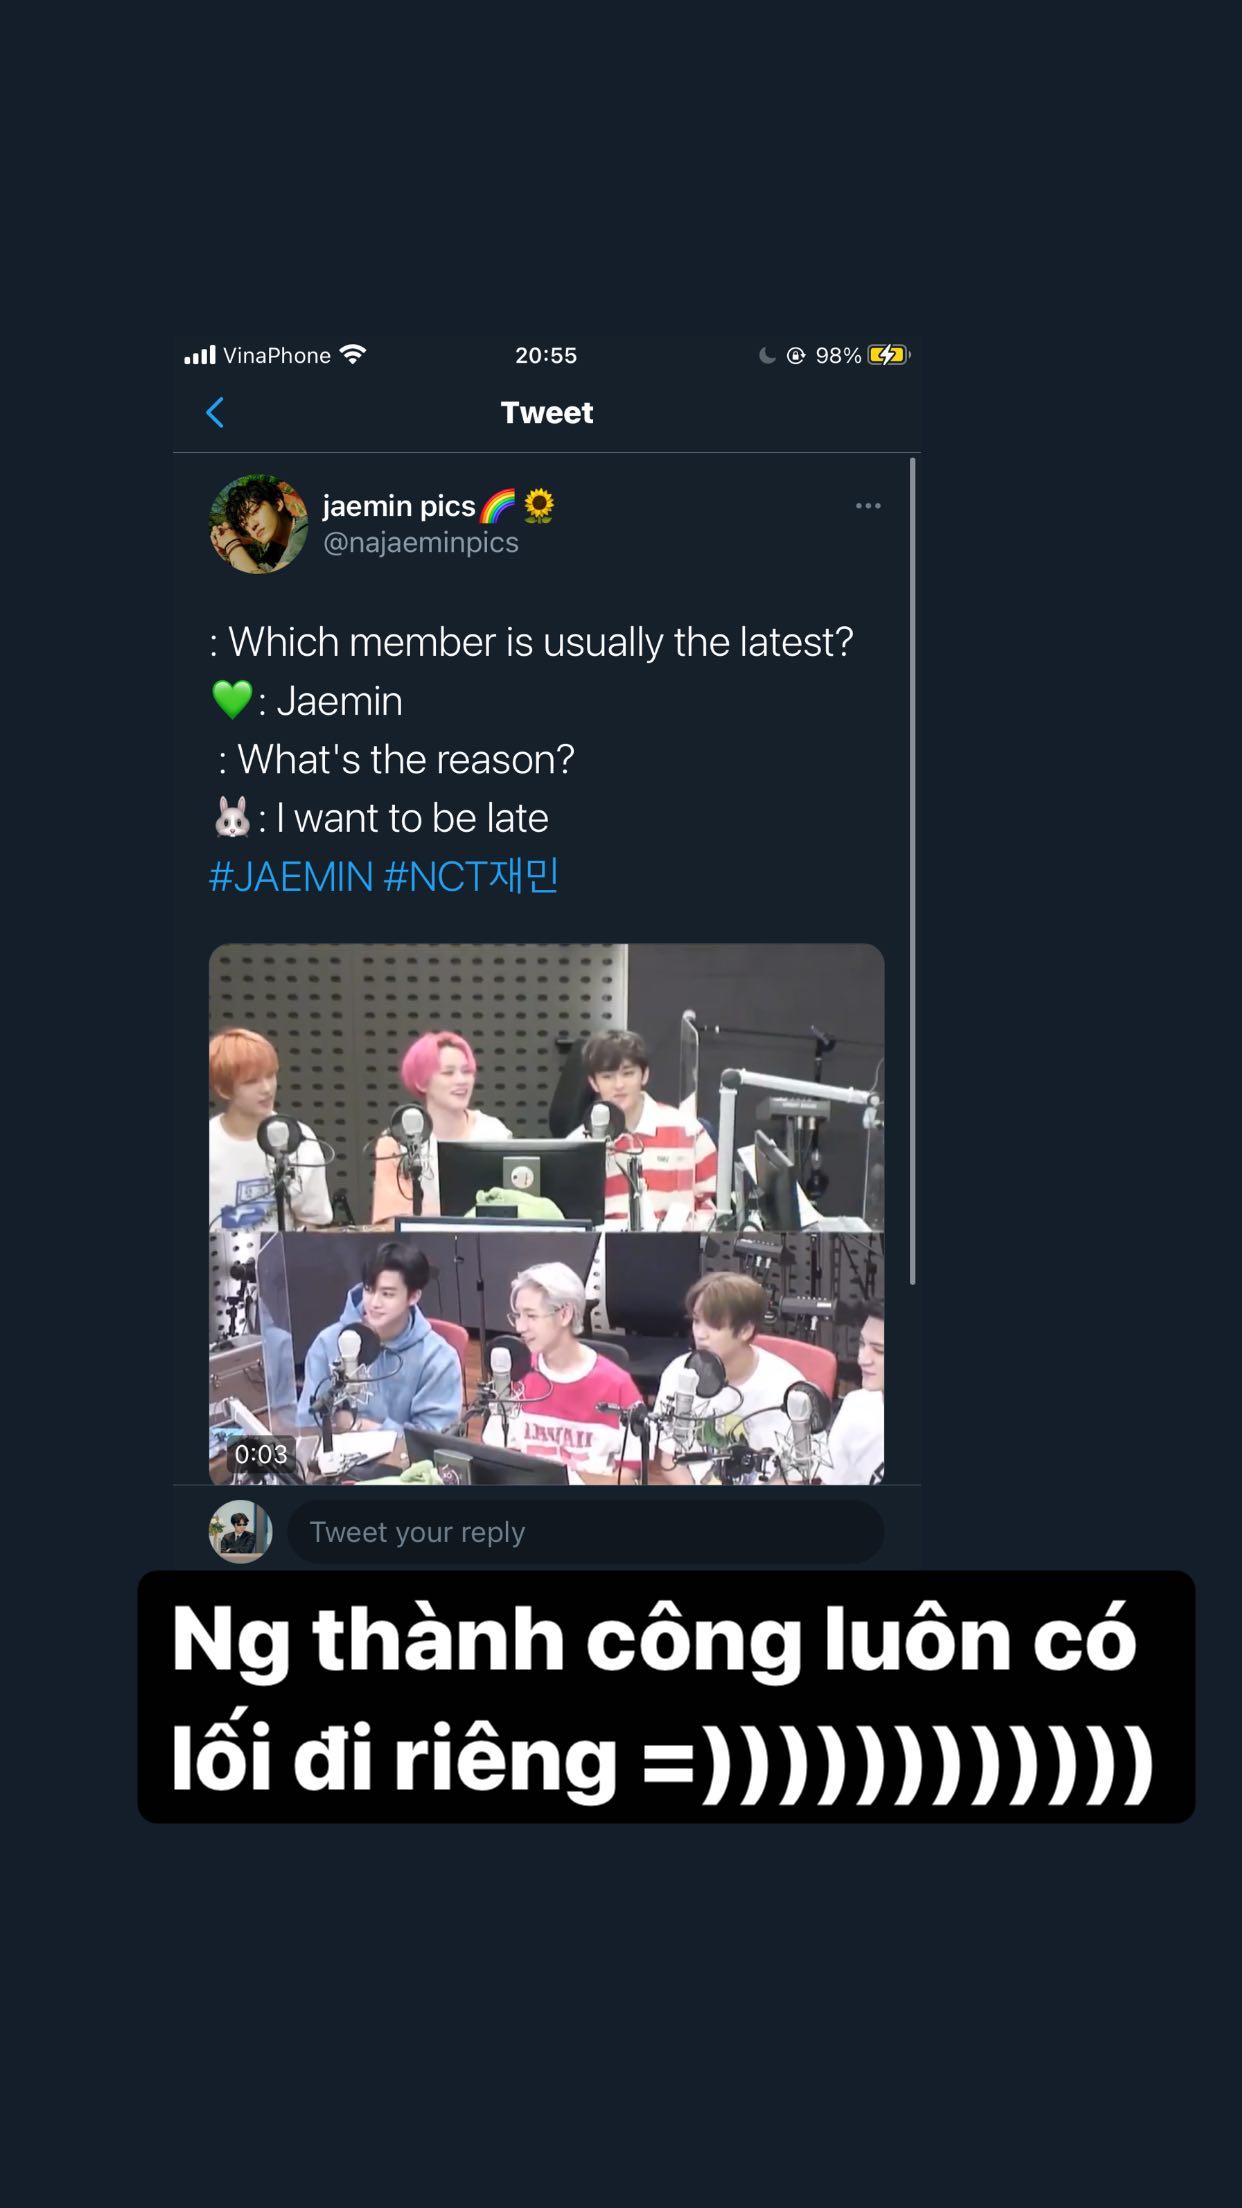 VinaPhone 20:55 98%
Tweet
jaemin pics🌈🌻
@najaeminpics
: Which member is usually the latest?
💚: Jaemin
: What's the reason?
🐰: I want to be late
#JAEMIN #NCT재민
0:03
Tweet your reply
Ng thành công luôn có
lối đi riêng =))))))))))))